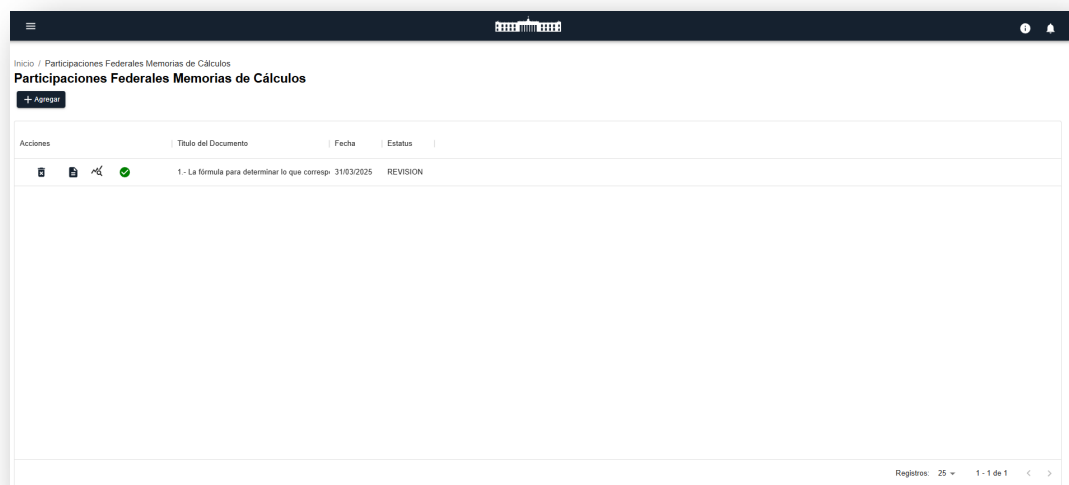 Inicio / Participaciones Federales Memorias de Cálculos
Participaciones Federales Memorias de Cálculos
+ Agregar
Acciones Titulo del Documento Fecha Estatus
1.- La fórmula para determinar lo que corresp 31/03/2025 REVISION
Registros: 25 1 - 1 de 1